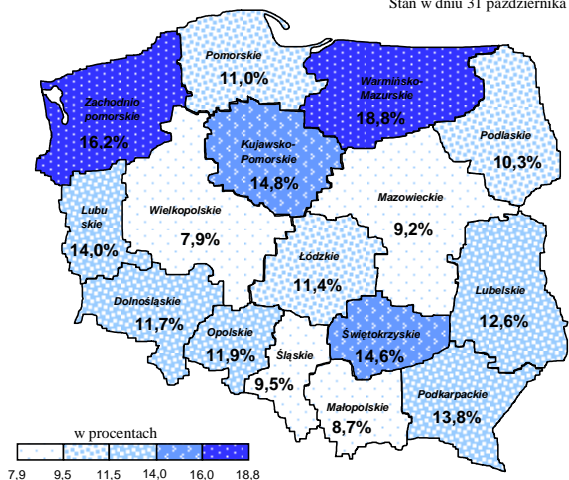 Stan w dniu 31 października
Pomorskie
11,0%
Warmińsko-
Mazurskie
18,8%
Zachodnio
pomorskie
16,2%
Podlaskie
10,3%
Kujawsko-
Pomorskie
14,8%
Mazowieckie
9,2%
Lubu
skie
14,0%
Wielkopolskie
7,9%
Łódzkie
11,4%
Lubelskie
12,6%
Dolnośląskie
11,7%
Opolskie
11,9%
Śląskie
9,5%
Świętokrzyskie
14,6%
Małopolskie
8,7%
Podkarpackie
13,8%
w procentach
7,9 9,5 11,5 14,0 16,0 18,8